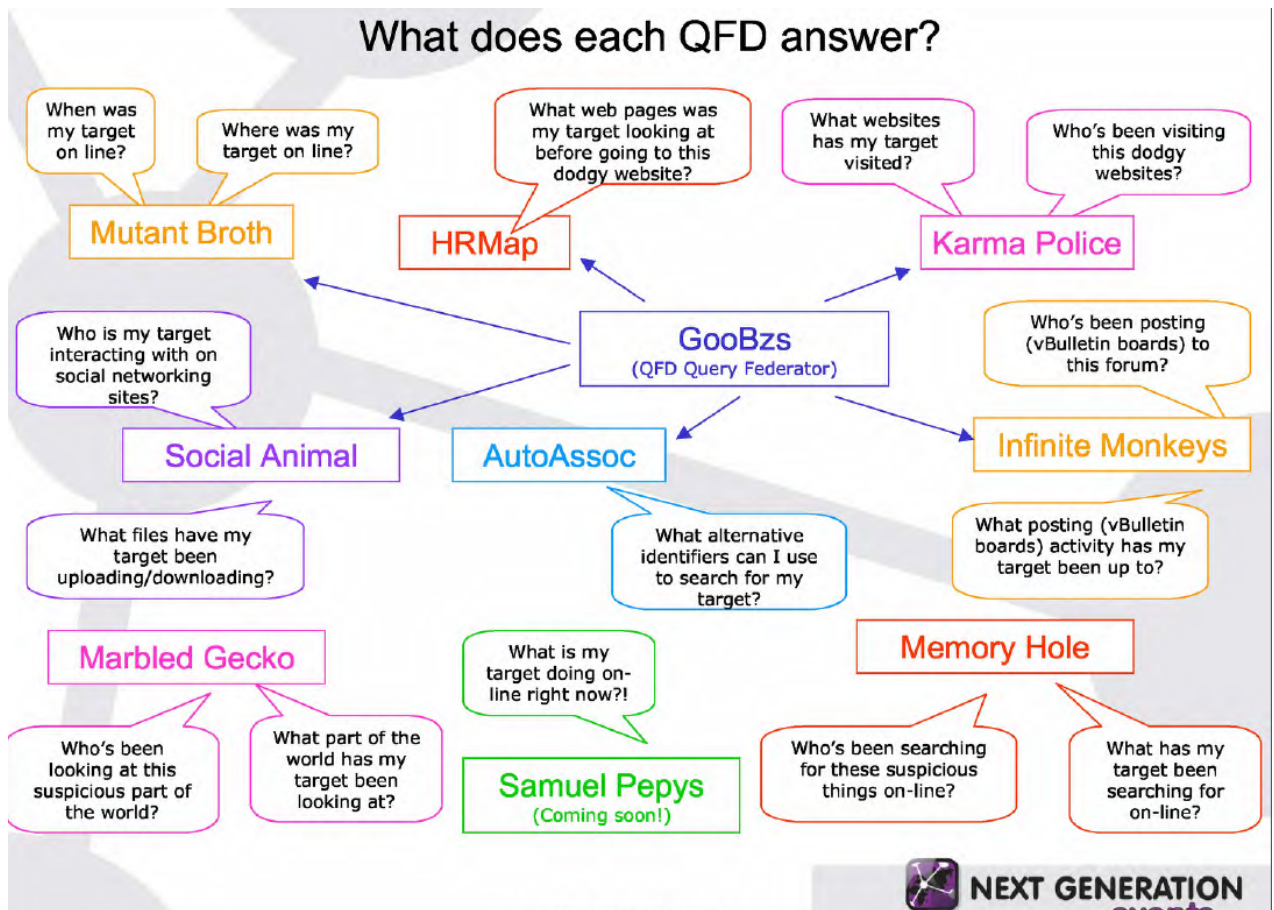 What does each QFD answer?
When was
my target
on line?
Where was my
target on line?
What web pages was
my target looking at
before going to this
dodgy website?
What websites
has my target
visited?
Who's been visiting
this dodgy
websites?
Mutant Broth
HRMap
Karma Police
Who is my target
interacting with on
social networking
sites?
GooBzs
(QFD Query Federator)
Who's been posting
(vBulletin boards) to
this forum?
Social Animal
AutoAssoc
Infinite Monkeys
What files have my
target been
uploading/downloading?
What alternative
identifiers can I use
to search for my
target?
What posting (vBulletin
boards) activity has my
target been up to?
Marbled Gecko
What is my
target doing on-
line right now?!
Memory Hole
Who's been
looking at this
suspicious part of
the world?
What part of the
world has my
target been
looking at?
Samuel Pepys
(Coming soon!)
Who's been searching
for these suspicious
things on-line?
What has my
target been
searching for
on-line?
NEXT GENERATION
events